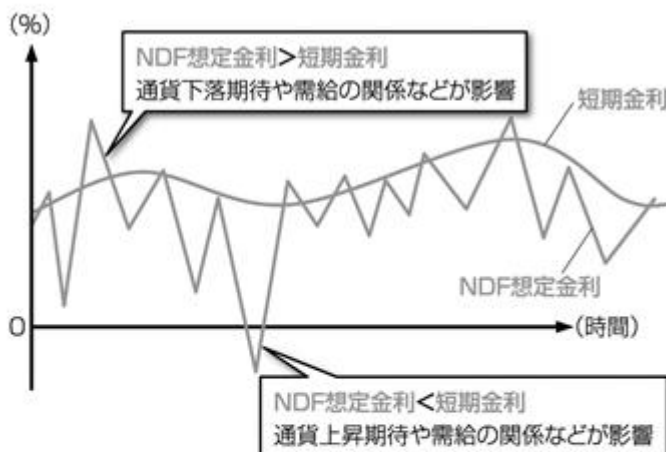 (%)
NDF想定金利>短期金利
通貨下落期待や需給の関係などが影響
短期金利
NDF想定金利
0
(時間)
NDF想定金利<短期金利
通貨上昇期待や需給の関係などが影響